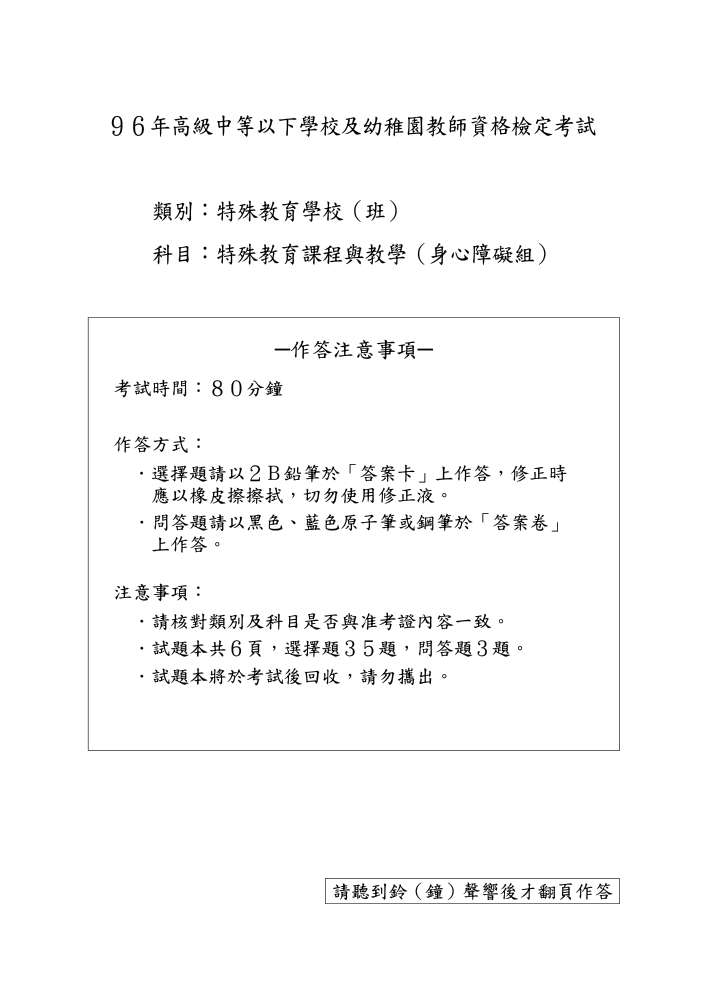 ９６年高級中等以下學校及幼稚園教師資格檢定考試
類別：特殊教育學校（班）
科目：特殊教育課程與教學（身心障礙組）
─作答注意事項─
考試時間：８０分鐘
作答方式：
．選擇題請以２Ｂ鉛筆於「答案卡」上作答，修正時
應以橡皮擦擦拭，切勿使用修正液。
．問答題請以黑色、藍色原子筆或鋼筆於「答案卷」
上作答。
注意事項：
．請核對類別及科目是否與准考證內容一致。
．試題本共６頁，選擇題３５題，問答題３題。
．試題本將於考試後回收，請勿攜出。
請聽到鈴（鐘）聲響後才翻頁作答